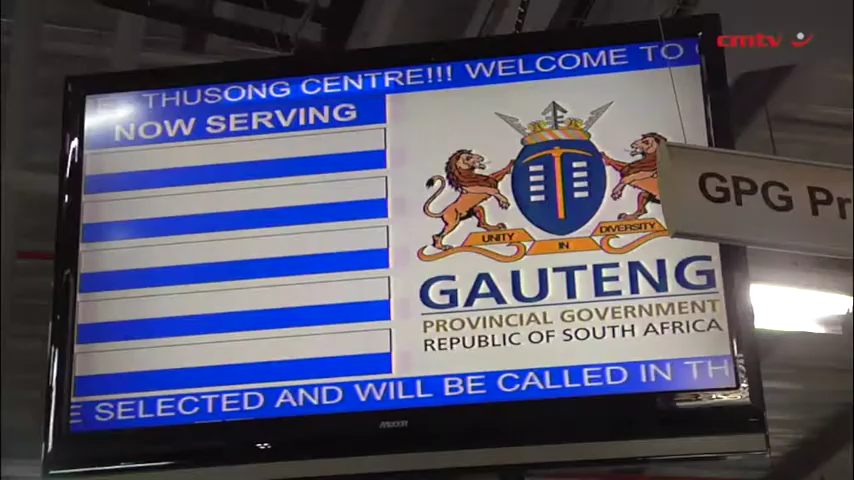 cmtv
THUSONG CENTRE!!! WELCOME TO
NOW SERVING
UNITY IN DIVERSITY
GPG
GAUTENG
PROVINCIAL GOVERNMENT
REPUBLIC OF SOUTH AFRICA
SELECTED AND WILL BE CALLED IN